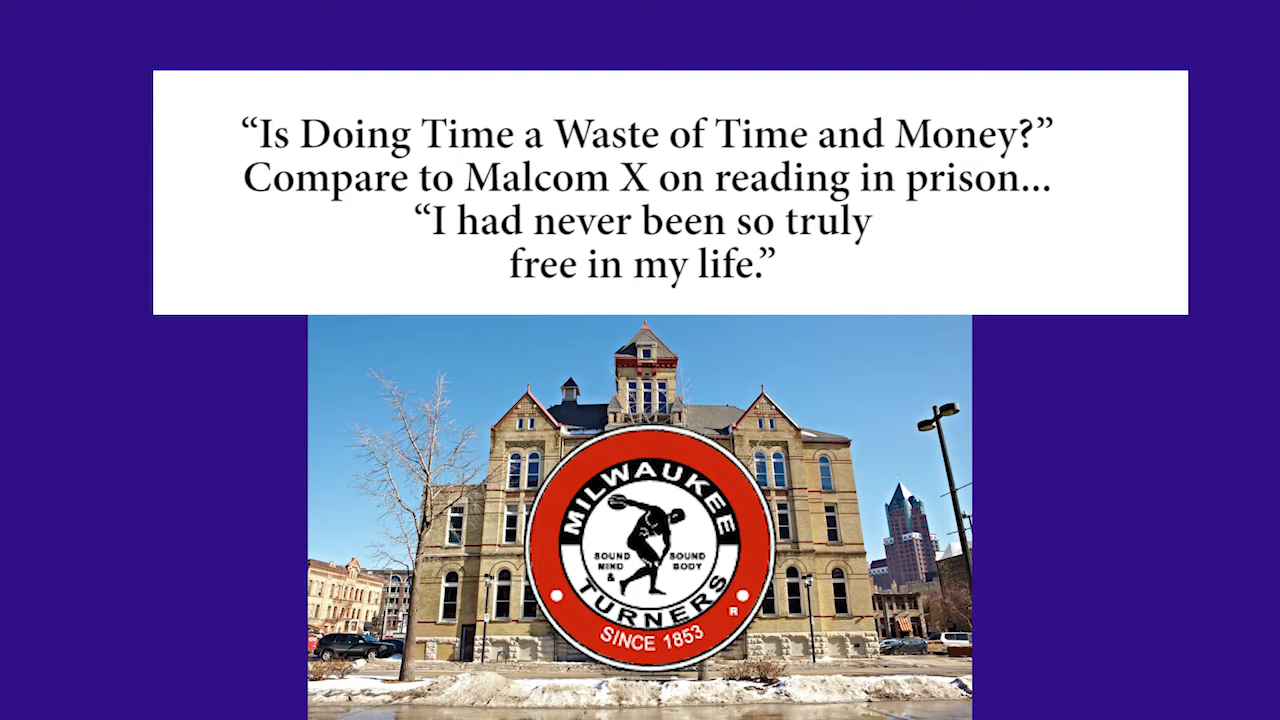 “Is Doing Time a Waste of Time and Money?”
Compare to Malcom X on reading in prison...
“I had never been so truly
free in my life.”
MILWAUKEE
SOUND MIND & SOUND BODY
TURNERS
R
SINCE 1853